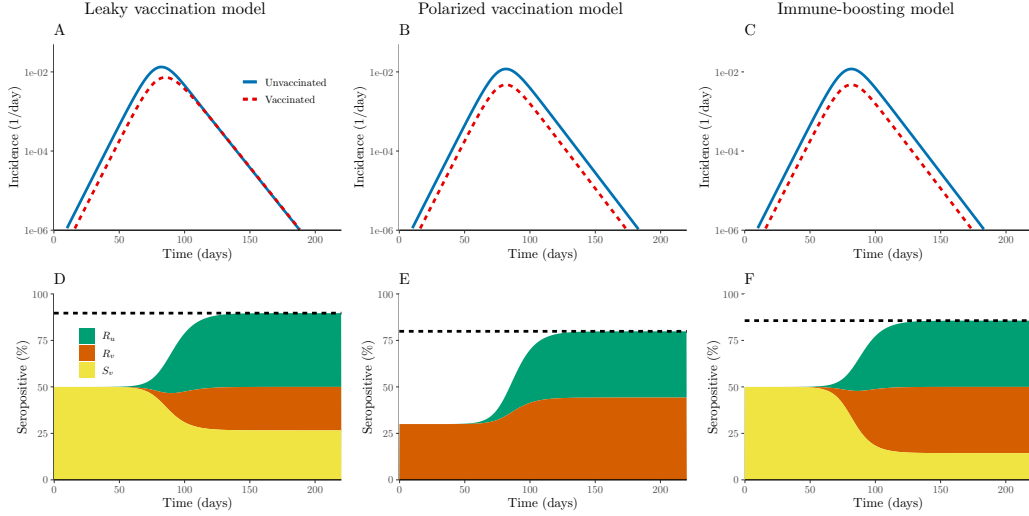 Leaky vaccination model
Polarized vaccination model
Immune-boosting model
A
Incidence (1/day)
1e-02
1e-04
1e-06
0
50
100
150
200
Time (days)
Unvaccinated
Vaccinated
B
Incidence (1/day)
1e-02
1e-04
1e-06
0
50
100
150
200
Time (days)
C
Incidence (1/day)
1e-02
1e-04
1e-06
0
50
100
150
200
Time (days)
D
Seropositive (%)
100
75
50
25
0
0
50
100
150
200
Time (days)
R_u
R_v
S_v
E
Seropositive (%)
100
75
50
25
0
0
50
100
150
200
Time (days)
F
Seropositive (%)
100
75
50
25
0
0
50
100
150
200
Time (days)